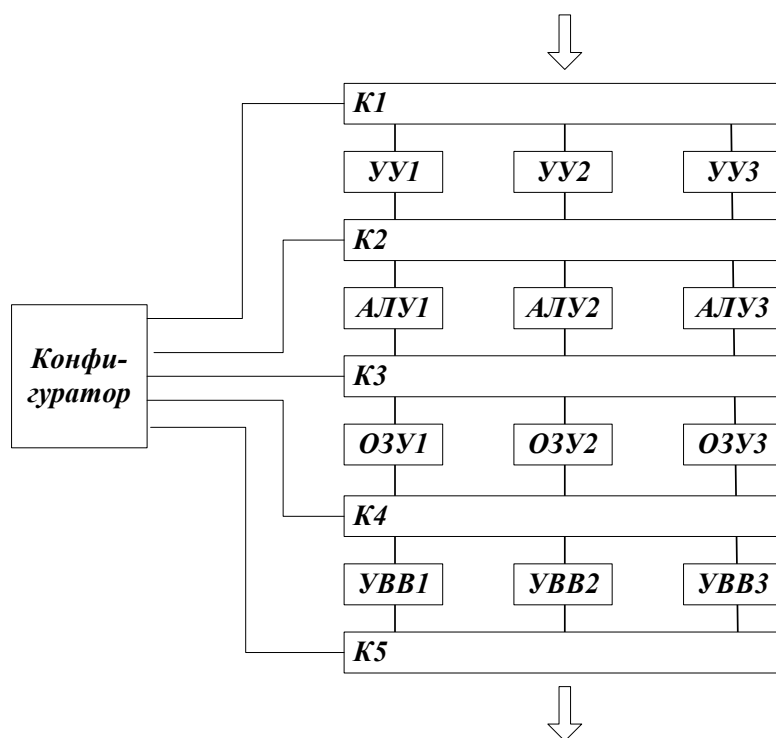 К1
УУ1 УУ2 УУ3
К2
АЛУ1 АЛУ2 АЛУ3
Конфи-
гуратор
К3
ОЗУ1 ОЗУ2 ОЗУ3
К4
УВВ1 УВВ2 УВВ3
К5